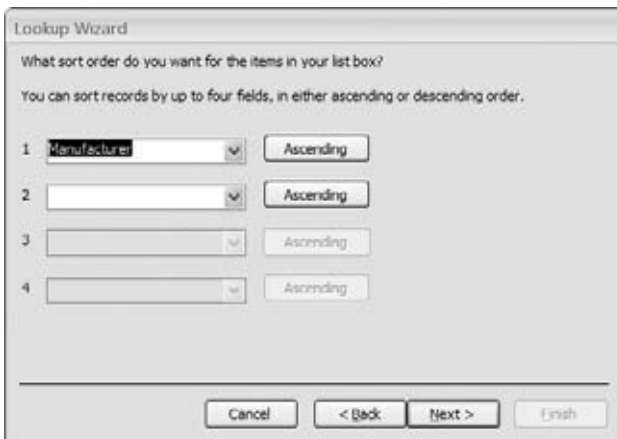 Lookup Wizard
What sort order do you want for the items in your list box?
You can sort records by up to four fields, in either ascending or descending order.
1 Manufacturer Ascending
2 Ascending
3 Ascending
4 Ascending
Cancel < Back Next > Finish